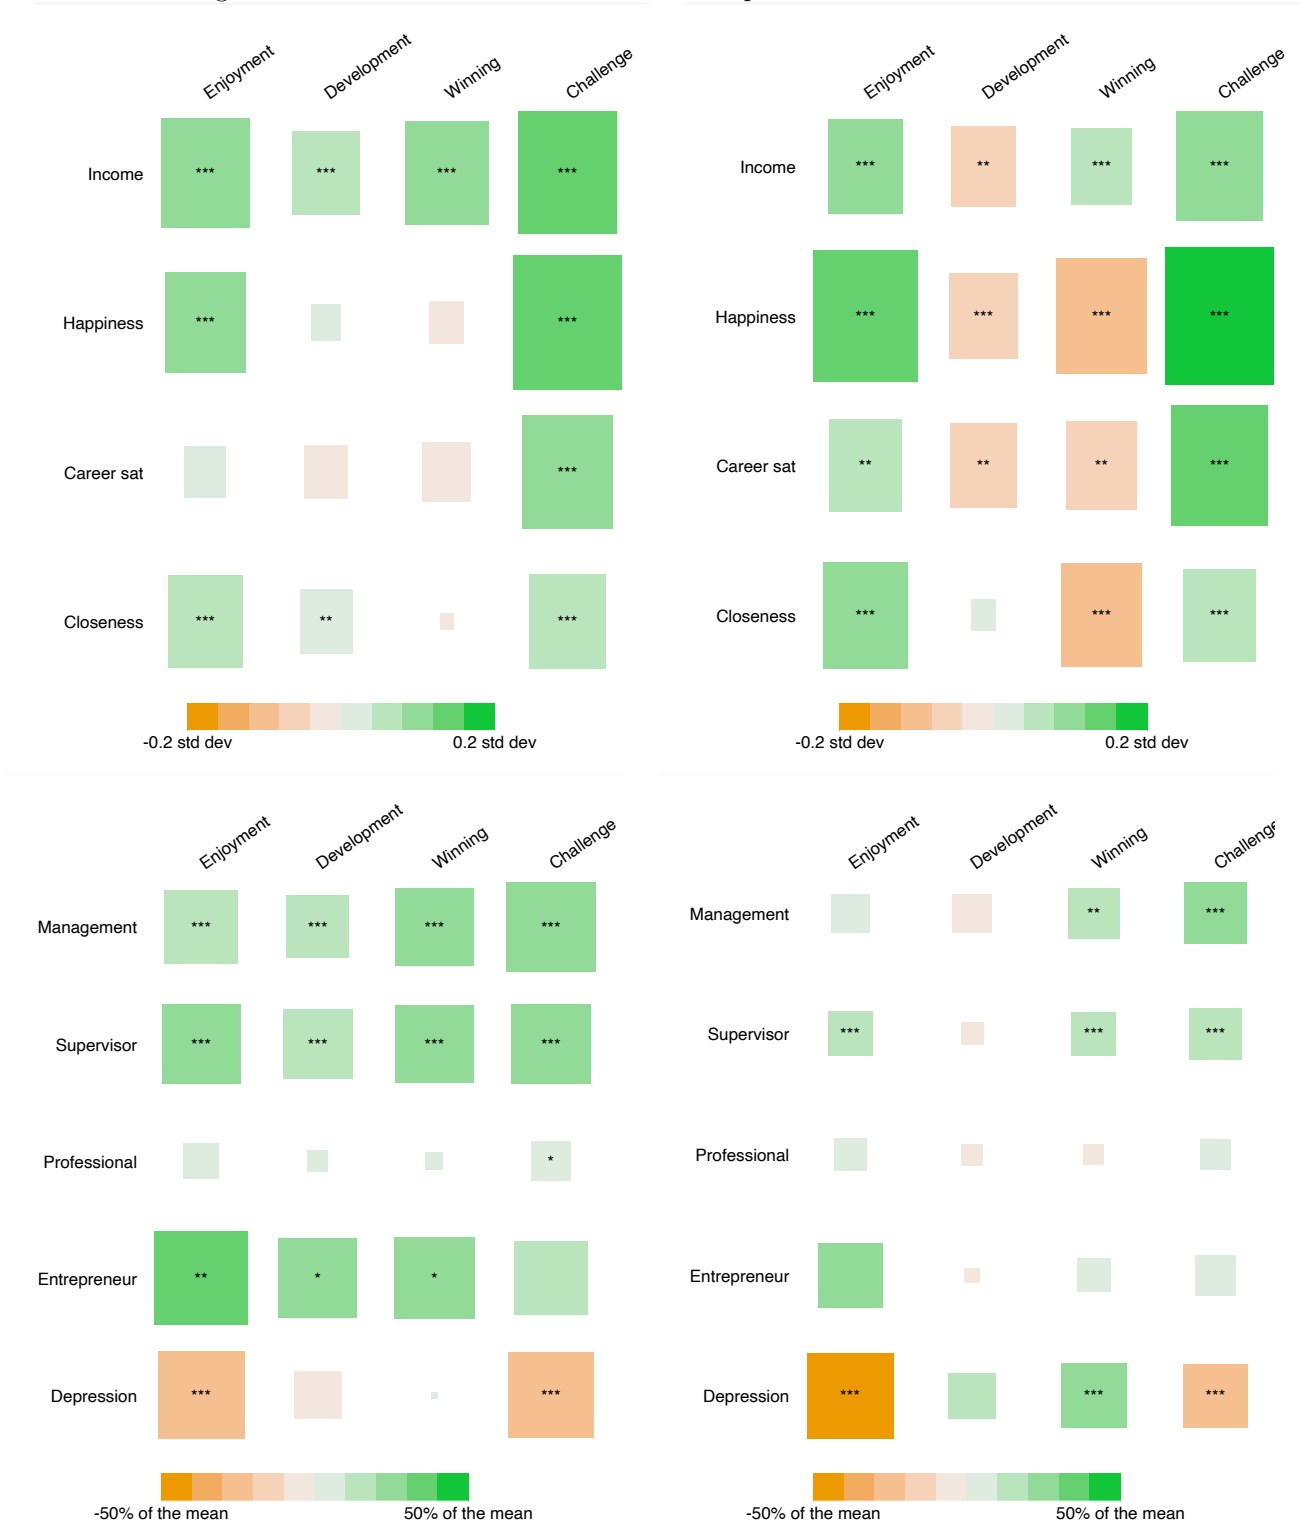 Enjoyment Development Winning Challenge
Income *** *** *** ***
Happiness *** ***
Career sat ***
Closeness *** ** ***
-0.2 std dev 0.2 std dev
Enjoyment Development Winning Challenge
Income *** ** *** ***
Happiness *** *** *** ***
Career sat ** ** ** ***
Closeness *** *** ***
-0.2 std dev 0.2 std dev
Enjoyment Development Winning Challenge
Management *** *** *** ***
Supervisor *** *** *** ***
Professional *
Entrepreneur ** * *
Depression *** ***
-50% of the mean 50% of the mean
Enjoyment Development Winning Challenge
Management ** ***
Supervisor *** *** ***
Professional
Entrepreneur
Depression *** *** ***
-50% of the mean 50% of the mean